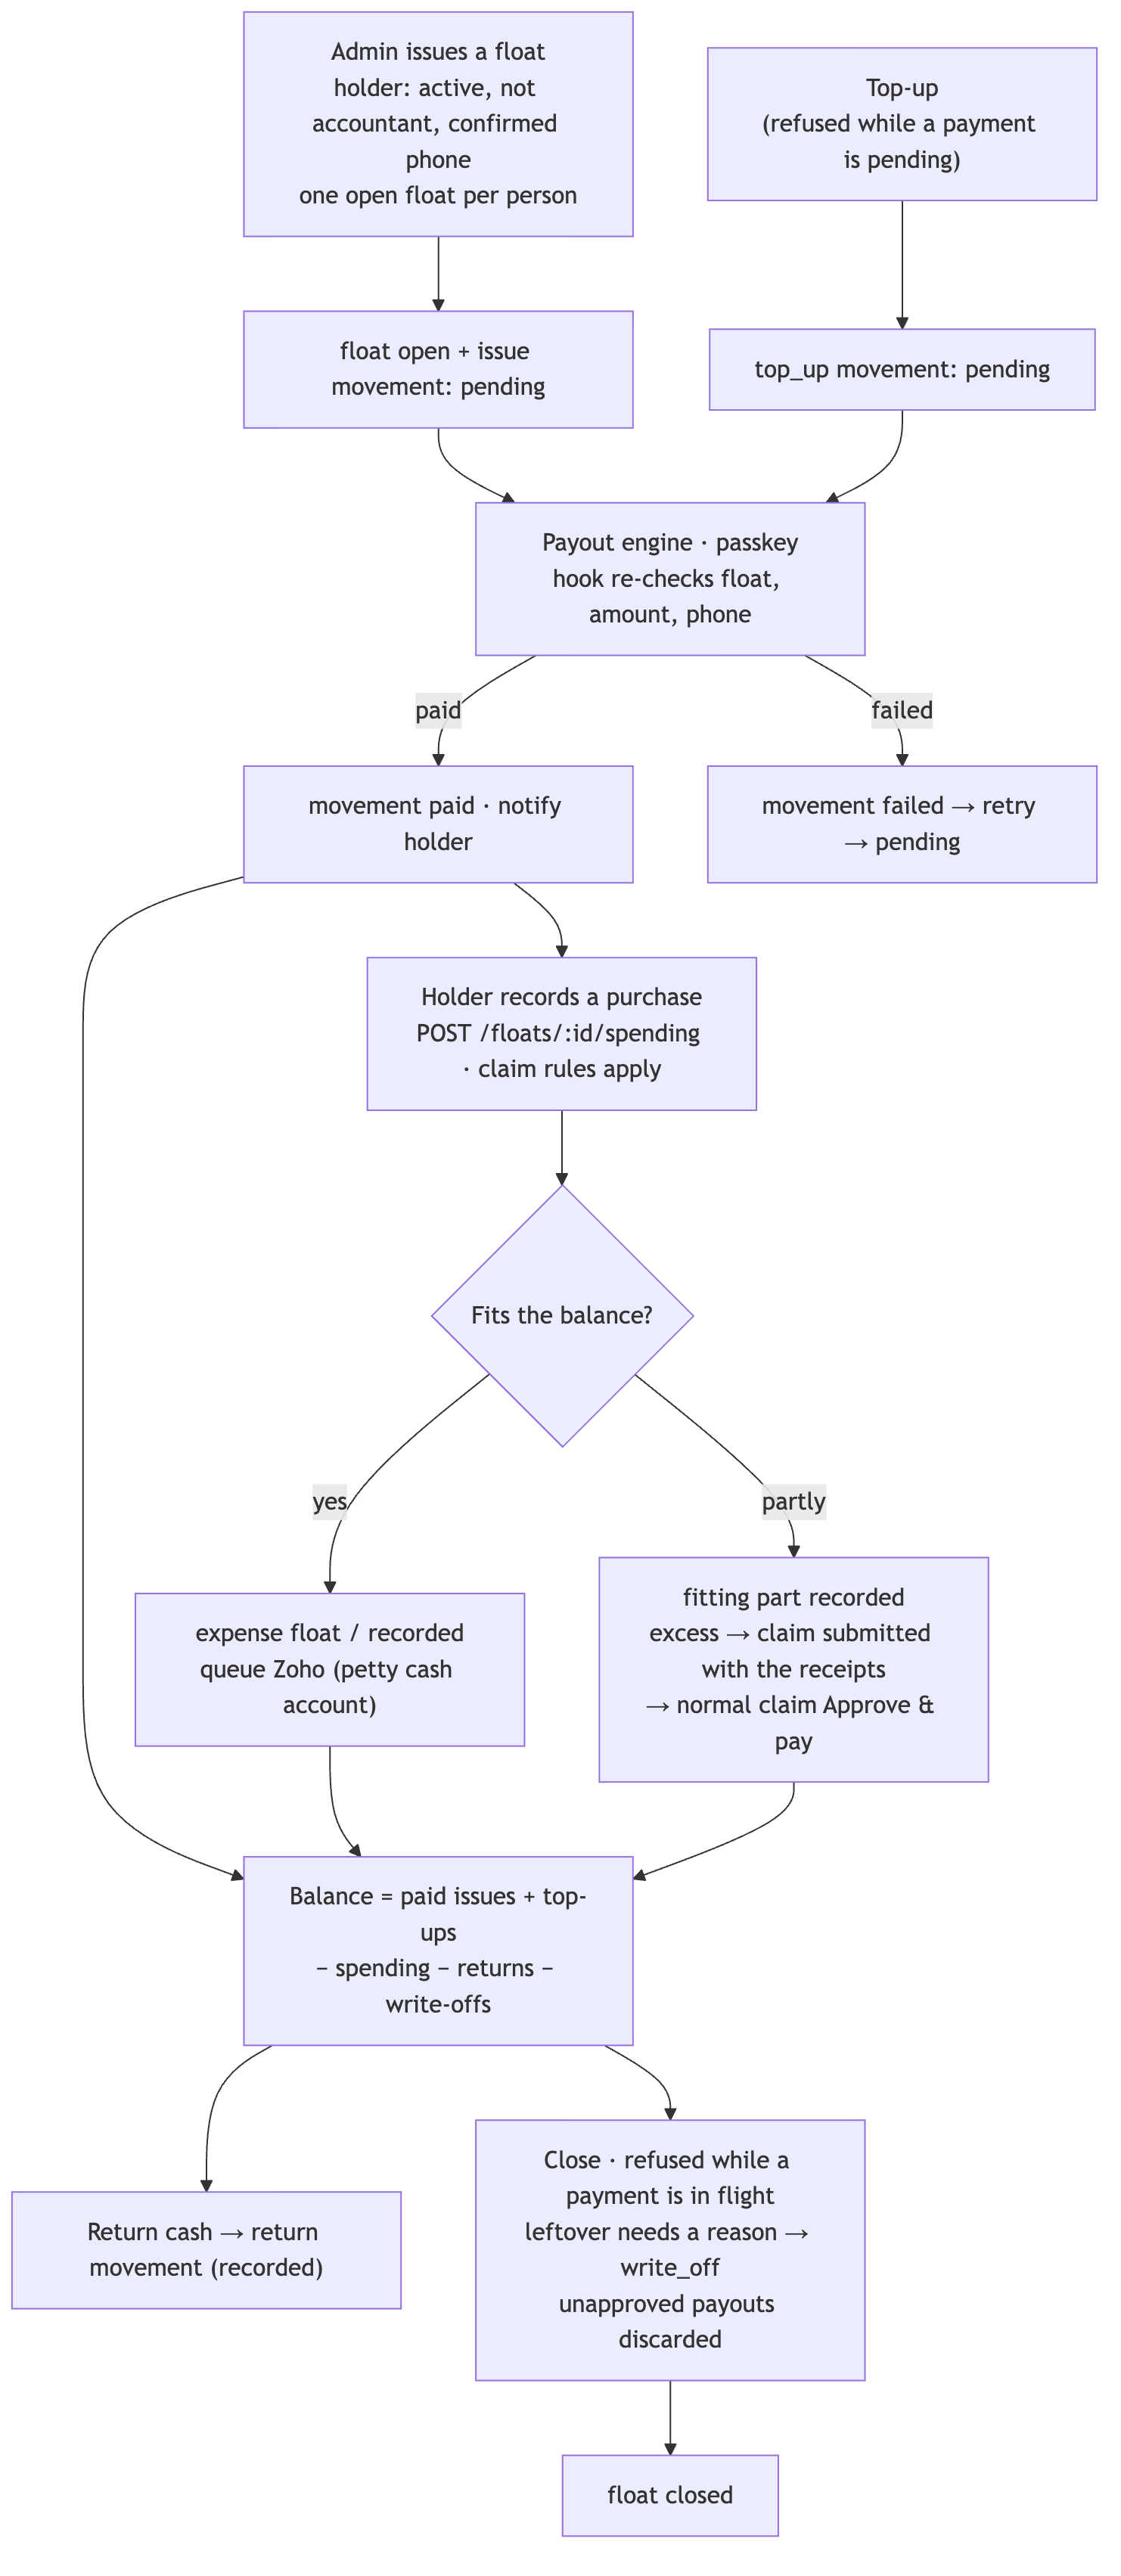 Admin issues a float
holder: active, not
accountant, confirmed
phone
one open float per person
Top-up
(refused while a payment
is pending)
float open + issue
movement: pending
top_up movement: pending
Payout engine · passkey
hook re-checks float,
amount, phone
paid
failed
movement paid · notify
holder
movement failed → retry
→ pending
Holder records a purchase
POST /floats/:id/spending
· claim rules apply
Fits the balance?
yes
partly
expense float / recorded
queue Zoho (petty cash
account)
fitting part recorded
excess → claim submitted
with the receipts
→ normal claim Approve &
pay
Balance = paid issues + top-
ups
− spending − returns −
write-offs
Return cash → return
movement (recorded)
Close · refused while a
payment is in flight
leftover needs a reason →
write_off
unapproved payouts
discarded
float closed